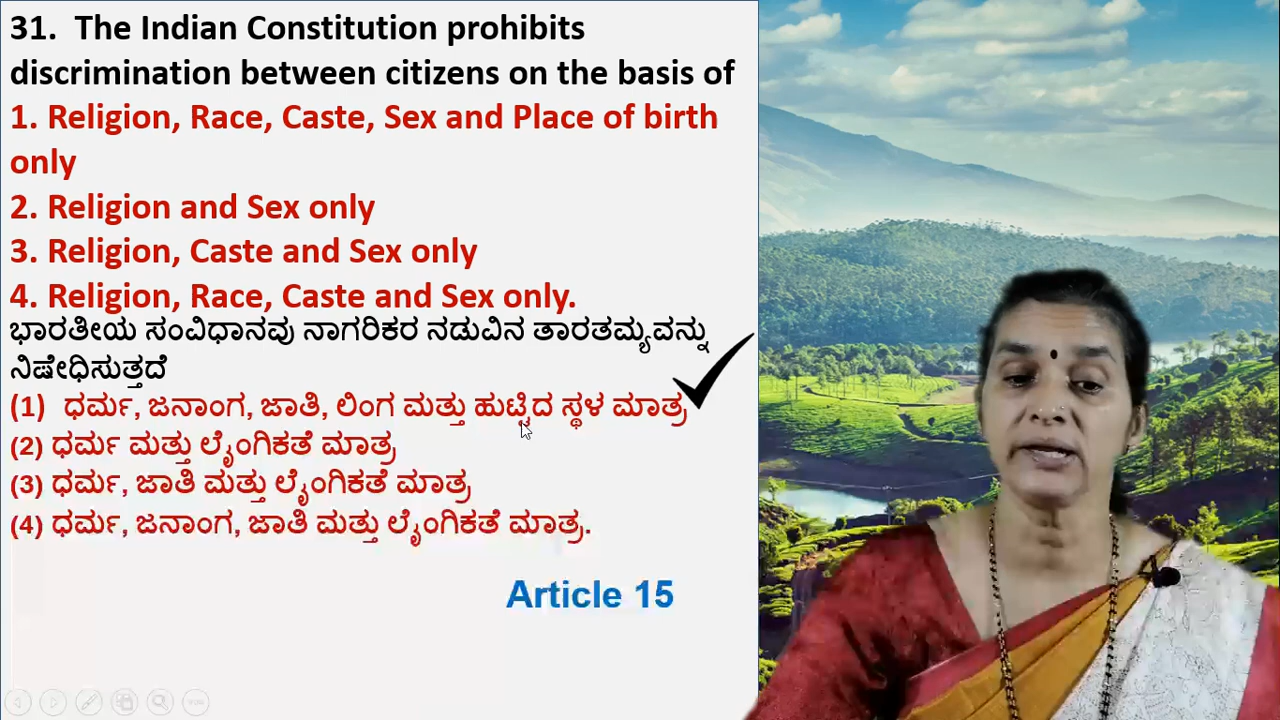 31. The Indian Constitution prohibits
discrimination between citizens on the basis of
1. Religion, Race, Caste, Sex and Place of birth
only
2. Religion and Sex only
3. Religion, Caste and Sex only
4. Religion, Race, Caste and Sex only.
ಭಾರತೀಯ ಸಂವಿಧಾನವು ನಾಗರಿಕರ ನಡುವಿನ ತಾರತಮ್ಯವನ್ನು
ನಿಷೇಧಿಸುತ್ತದೆ
(1) ಧರ್ಮ, ಜನಾಂಗ, ಜಾತಿ, ಲಿಂಗ ಮತ್ತು ಹುಟ್ಟಿದ ಸ್ಥಳ ಮಾತ್ರ
(2) ಧರ್ಮ ಮತ್ತು ಲೈಂಗಿಕತೆ ಮಾತ್ರ
(3) ಧರ್ಮ, ಜಾತಿ ಮತ್ತು ಲೈಂಗಿಕತೆ ಮಾತ್ರ
(4) ಧರ್ಮ, ಜನಾಂಗ, ಜಾತಿ ಮತ್ತು ಲೈಂಗಿಕತೆ ಮಾತ್ರ.
Article 15